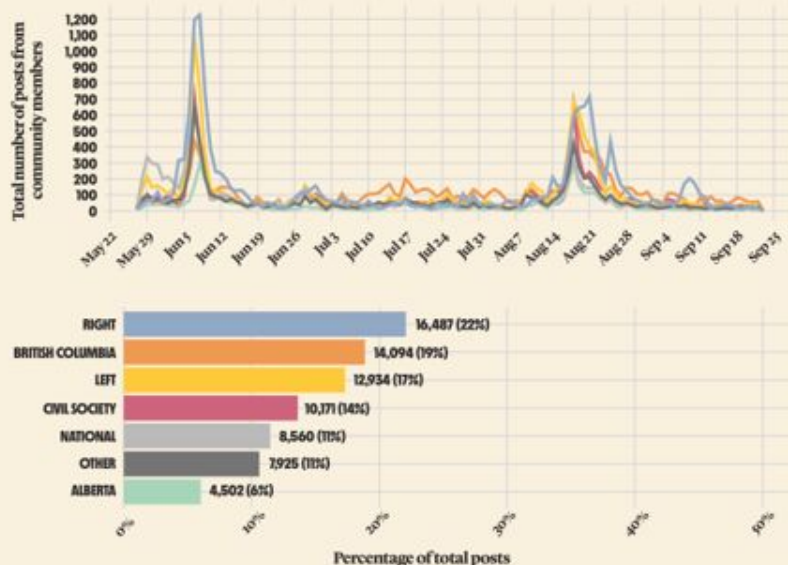 Total number of posts from
community members
1,200
1,100
1,000
900
800
700
600
500
400
300
200
100
0
May 22
May 29
Jun 5
Jun 12
Jun 19
Jun 26
Jul 3
Jul 10
Jul 17
Jul 24
Jul 31
Aug 7
Aug 14
Aug 21
Aug 28
Sep 4
Sep 11
Sep 18
Sep 25
RIGHT 16,487 (22%)
BRITISH COLUMBIA 14,094 (19%)
LEFT 12,934 (17%)
CIVIL SOCIETY 10,171 (14%)
NATIONAL 8,560 (11%)
OTHER 7,925 (11%)
ALBERTA 4,502 (6%)
0% 10% 20% 30% 40% 50%
Percentage of total posts